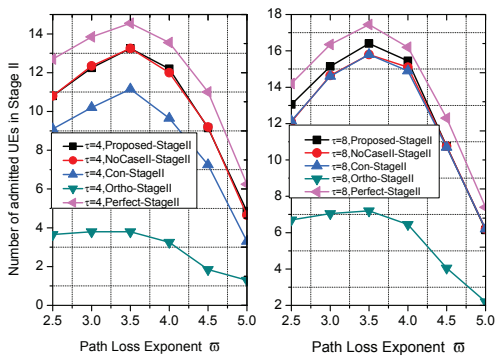 Number of admitted UEs in Stage II
14
12
10
8
6
4
2
0
τ=4,Proposed-StageII
τ=4,NoCaseII-StageII
τ=4,Con-StageII
τ=4,Ortho-StageII
τ=4,Perfect-StageII
2.5 3.0 3.5 4.0 4.5 5.0
Path Loss Exponent ϖ
18
16
14
12
10
8
6
4
2
τ=8,Proposed-StageII
τ=8,NoCaseII-StageII
τ=8,Con-StageII
τ=8,Ortho-StageII
τ=8,Perfect-StageII
2.5 3.0 3.5 4.0 4.5 5.0
Path Loss Exponent ϖ